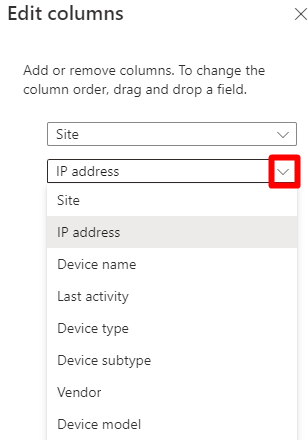 Edit columns
Add or remove columns. To change the
column order, drag and drop a field.
Site
IP address
Site
IP address
Device name
Last activity
Device type
Device subtype
Vendor
Device model